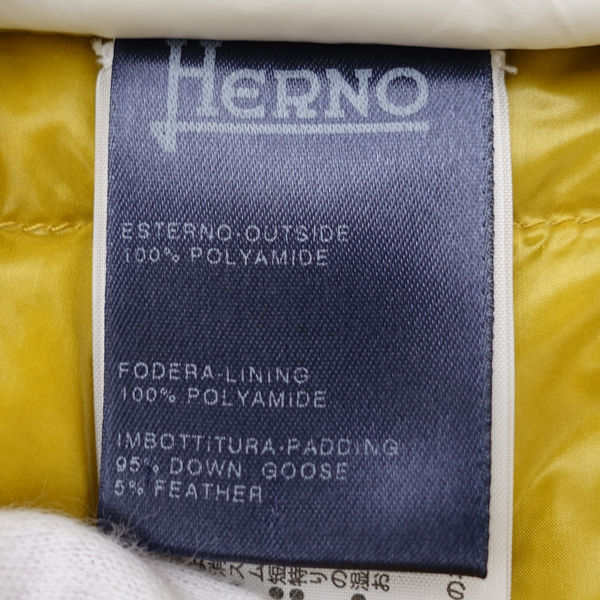 HERNO
ESTERNO-OUTSIDE
100% POLYAMIDE
FODERA-LINING
100% POLYAMIDE
IMBOTTITURA-PADDING
95% DOWN GOOSE
5% FEATHER